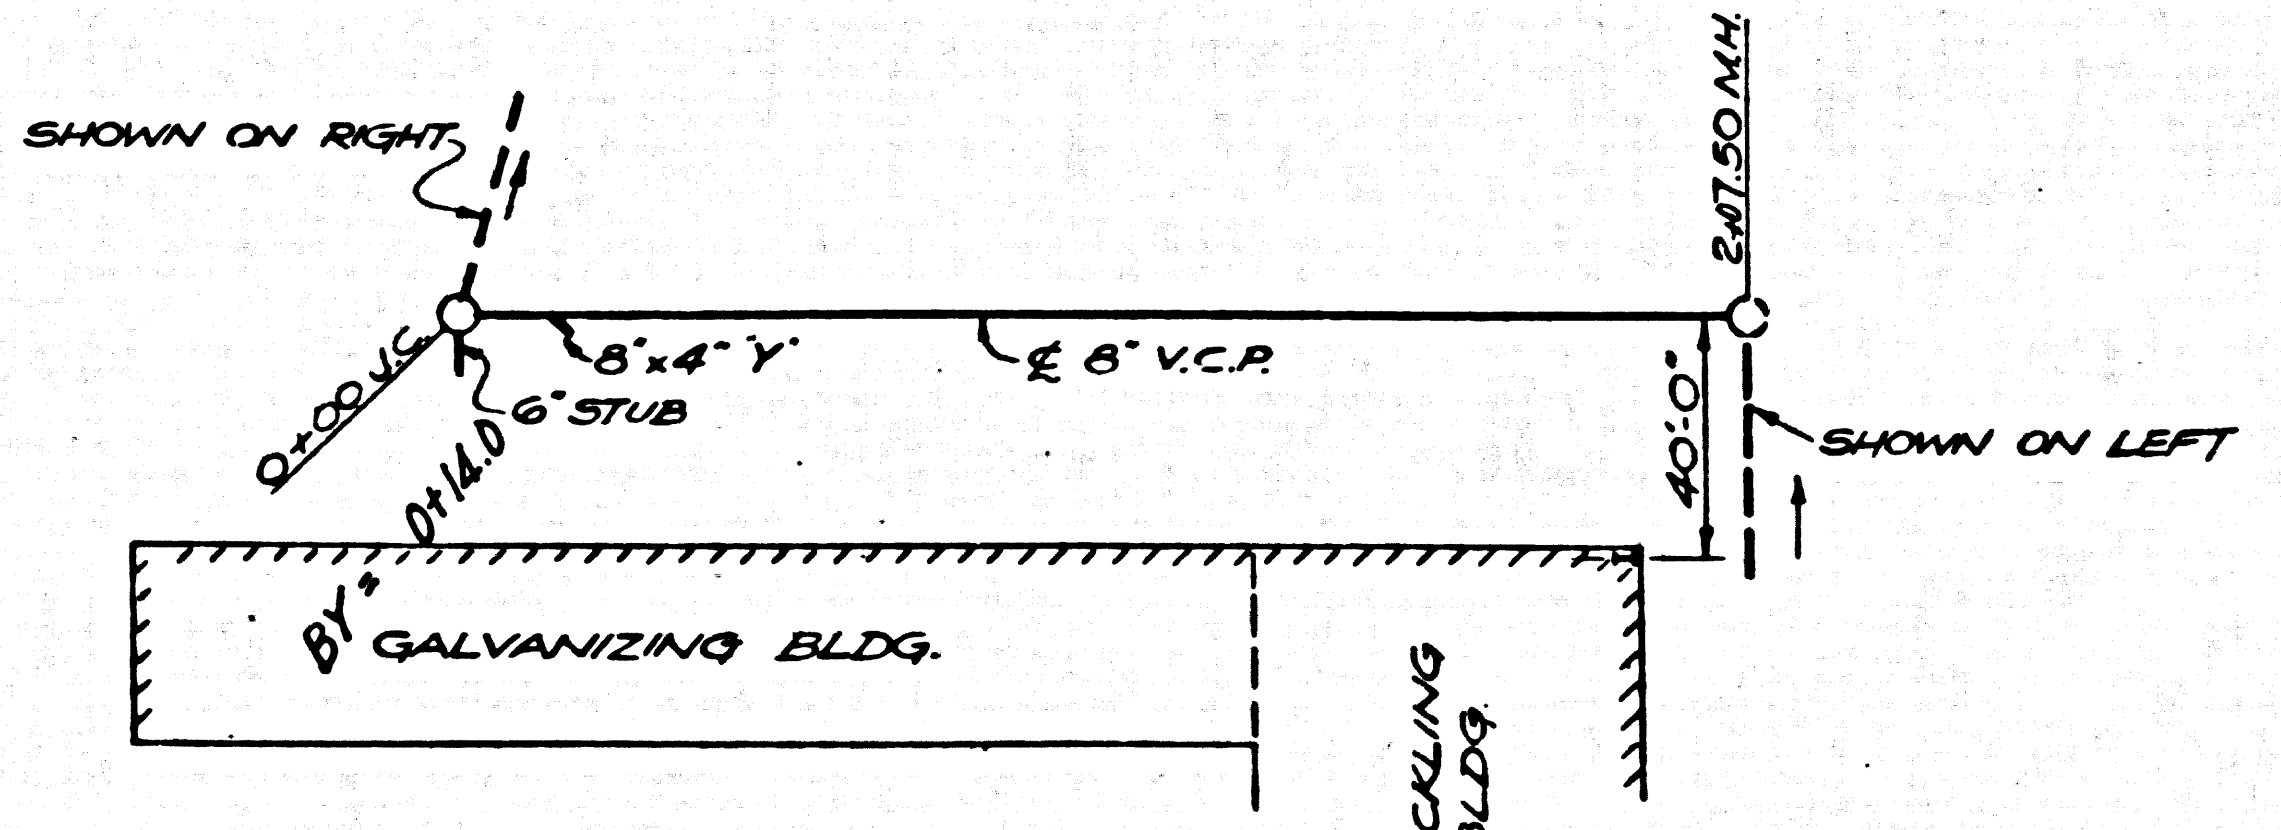 2+07.50 M.H.
SHOWN ON RIGHT
8"x4" "Y"
℄ 8" V.C.P.
0+00 J.C.
6" STUB
40'-0"
SHOWN ON LEFT
0+14.0
BY"
GALVANIZING BLDG.
CKLING
BLDG.